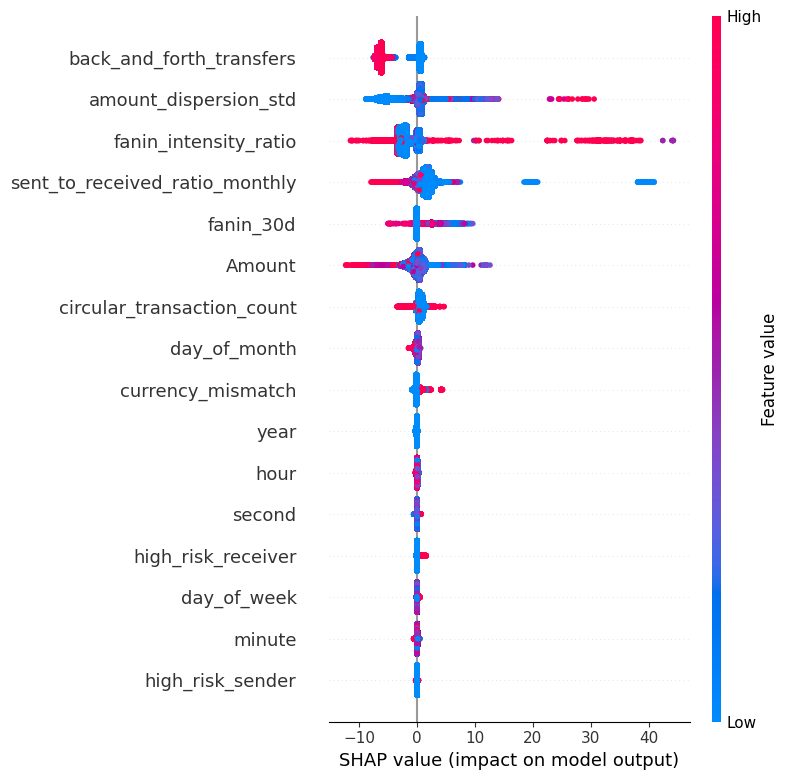 High
back_and_forth_transfers
amount_dispersion_std
fanin_intensity_ratio
sent_to_received_ratio_monthly
fanin_30d
Amount
circular_transaction_count
day_of_month
currency_mismatch
year
hour
second
high_risk_receiver
day_of_week
minute
high_risk_sender
Feature value
Low
−10 0 10 20 30 40
SHAP value (impact on model output)